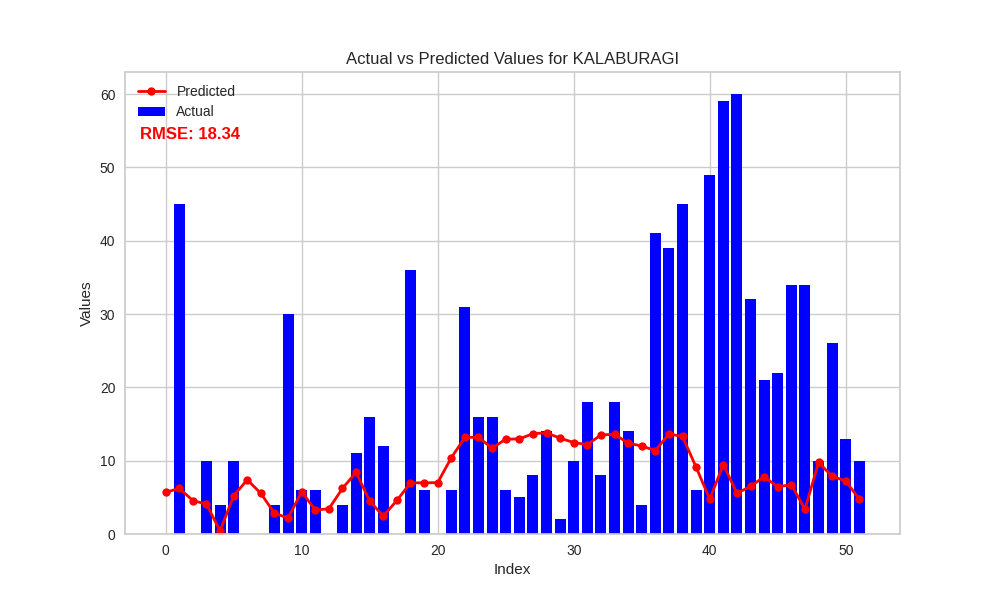 Actual vs Predicted Values for KALABURAGI
Predicted
Actual
RMSE: 18.34
Values
60
50
40
30
20
10
0
0 10 20 30 40 50
Index